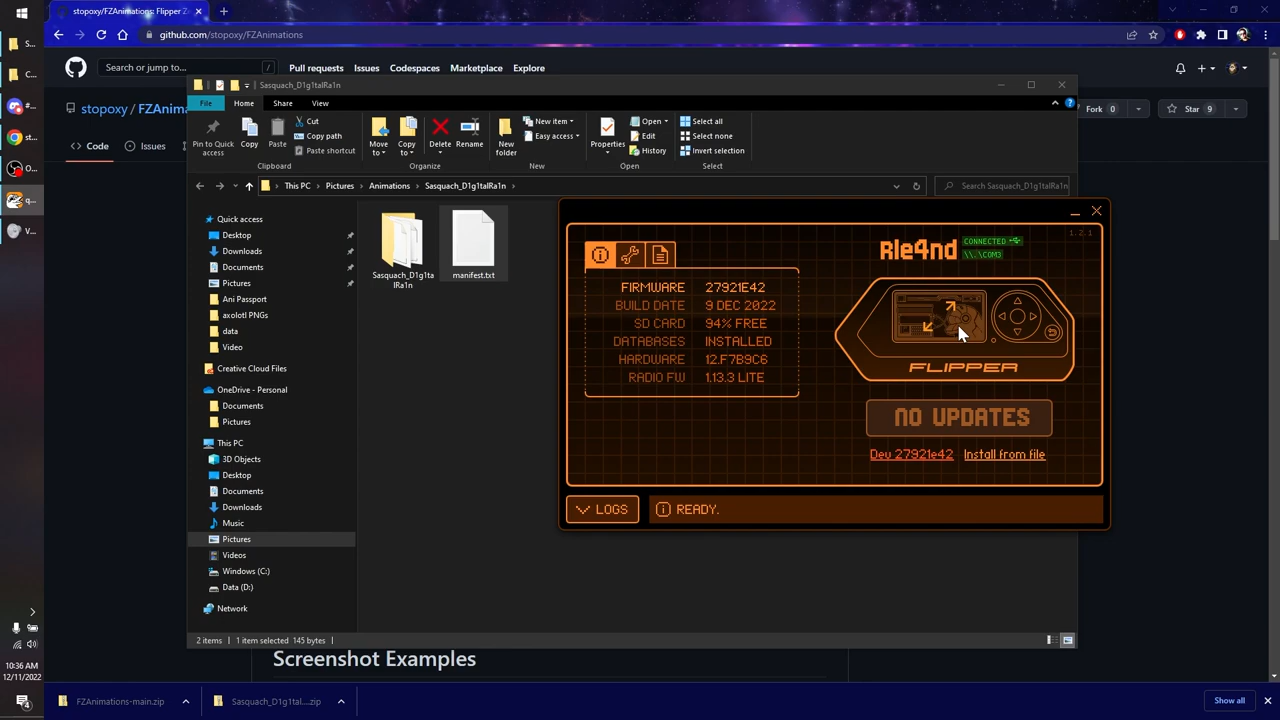 stopoxy/FZAnimations: Flipper Z
github.com/stopoxy/FZAnimations
Search or jump to...
/
Pull requests
Issues
Codespaces
Marketplace
Explore
stopoxy / FZAnima
Fork 0
Star 9
Code
Issues
Sasquach_D1g1talRa1n
File
Home
Share
View
Pin to Quick
access
Copy
Paste
Cut
Copy path
Paste shortcut
Clipboard
Move
to
Copy
to
Delete
Rename
Organize
New
folder
New item
Easy access
New
Properties
Open
Edit
History
Open
Select all
Select none
Invert selection
Select
This PC
Pictures
Animations
Sasquach_D1g1talRa1n
Search Sasquach_D1g1talRa1n
Quick access
Desktop
Downloads
Documents
Pictures
Ani Passport
axolotl PNGs
data
Video
Creative Cloud Files
OneDrive - Personal
Documents
Pictures
This PC
3D Objects
Desktop
Documents
Downloads
Music
Pictures
Videos
Windows (C:)
Data (D:)
Network
Sasquach_D1g1ta
lRa1n
manifest.txt
2 items
1 item selected 145 bytes
1.2.1
Rle4nd
CONNECTED
\\.\COM3
FIRMWARE 27921E42
BUILD DATE 9 DEC 2022
SD CARD 94% FREE
DATABASES INSTALLED
HARDWARE 12.F7B9C6
RADIO FW 1.13.3 LITE
FLIPPER
NO UPDATES
Dev 27921e42
Install from file
LOGS
READY.
Screenshot Examples
S...
C...
st...
O...
q...
V...
10:36 AM
12/11/2022
4
FZAnimations-main.zip
Sasquach_D1g1tal....zip
Show all